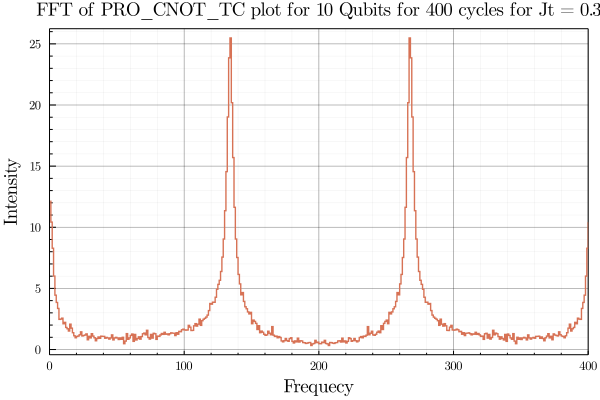 FFT of PRO_CNOT_TC plot for 10 Qubits for 400 cycles for Jt = 0.3
25
20
15
10
5
0
Intensity
0 100 200 300 400
Frequecy